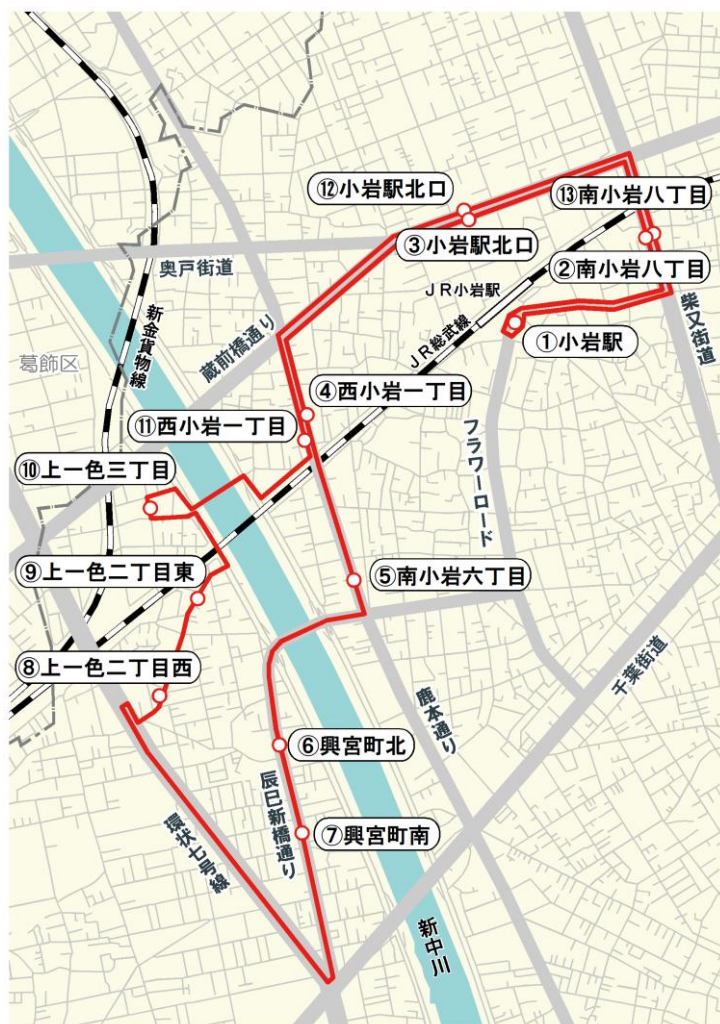 ⑫小岩駅北口
⑬南小岩八丁目
③小岩駅北口
奥戸街道
②南小岩八丁目
JR小岩駅
①小岩駅
柴又街道
新金貨物線
JR総武線
葛飾区
蔵前橋通り
④西小岩一丁目
⑪西小岩一丁目
フラワーロード
⑩上一色三丁目
⑨上一色二丁目東
⑤南小岩六丁目
⑧上一色二丁目西
千葉街道
鹿本通り
⑥興宮町北
辰巳新橋通り
環状七号線
⑦興宮町南
新中川